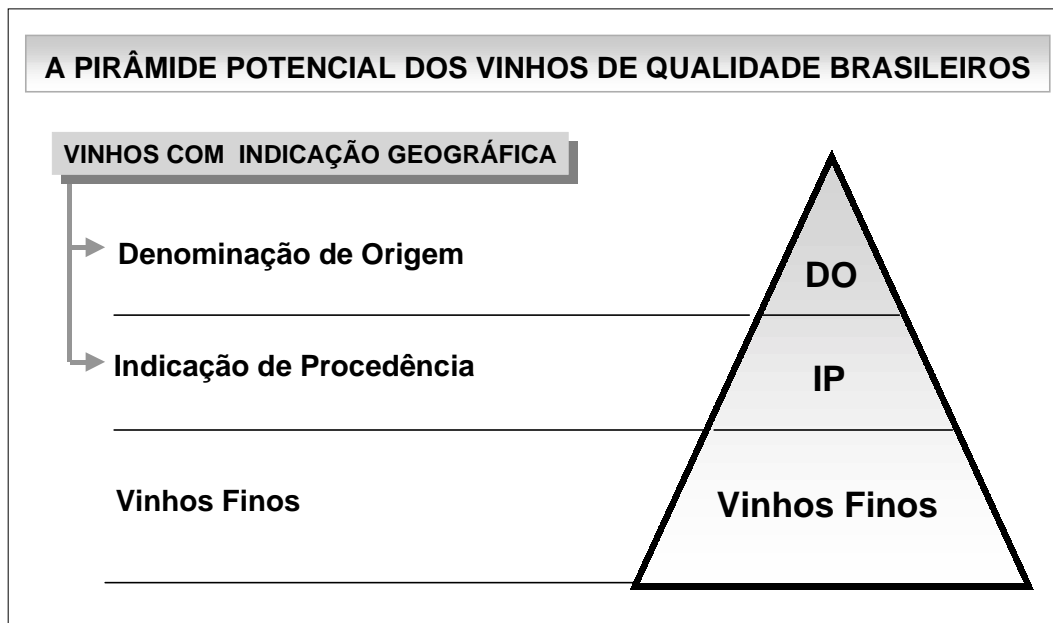 A PIRÂMIDE POTENCIAL DOS VINHOS DE QUALIDADE BRASILEIROS
VINHOS COM INDICAÇÃO GEOGRÁFICA
Denominação de Origem
DO
Indicação de Procedência
IP
Vinhos Finos
Vinhos Finos